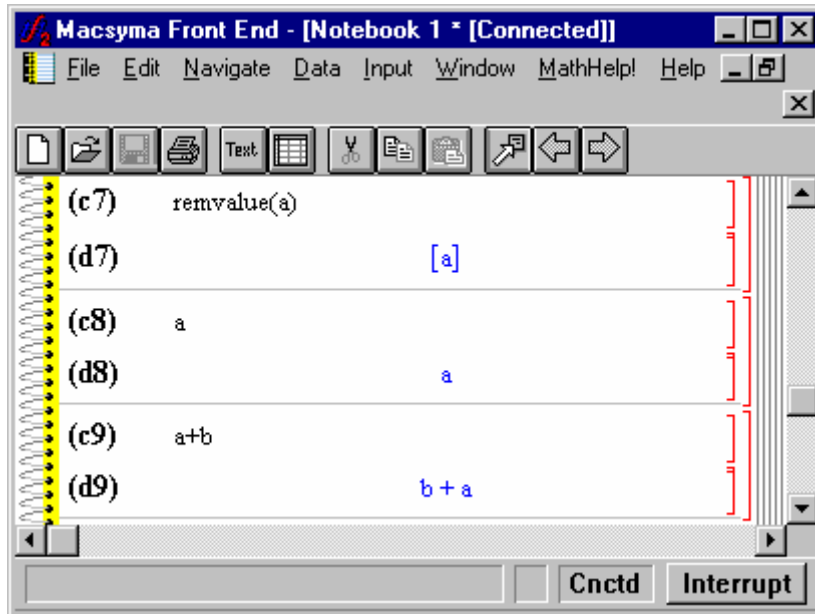 Macsyma Front End - [Notebook 1 * [Connected]]
File Edit Navigate Data Input Window MathHelp! Help
Text
(c7) remvalue(a)
(d7) [a]
(c8) a
(d8) a
(c9) a+b
(d9) b + a
Cnctd Interrupt